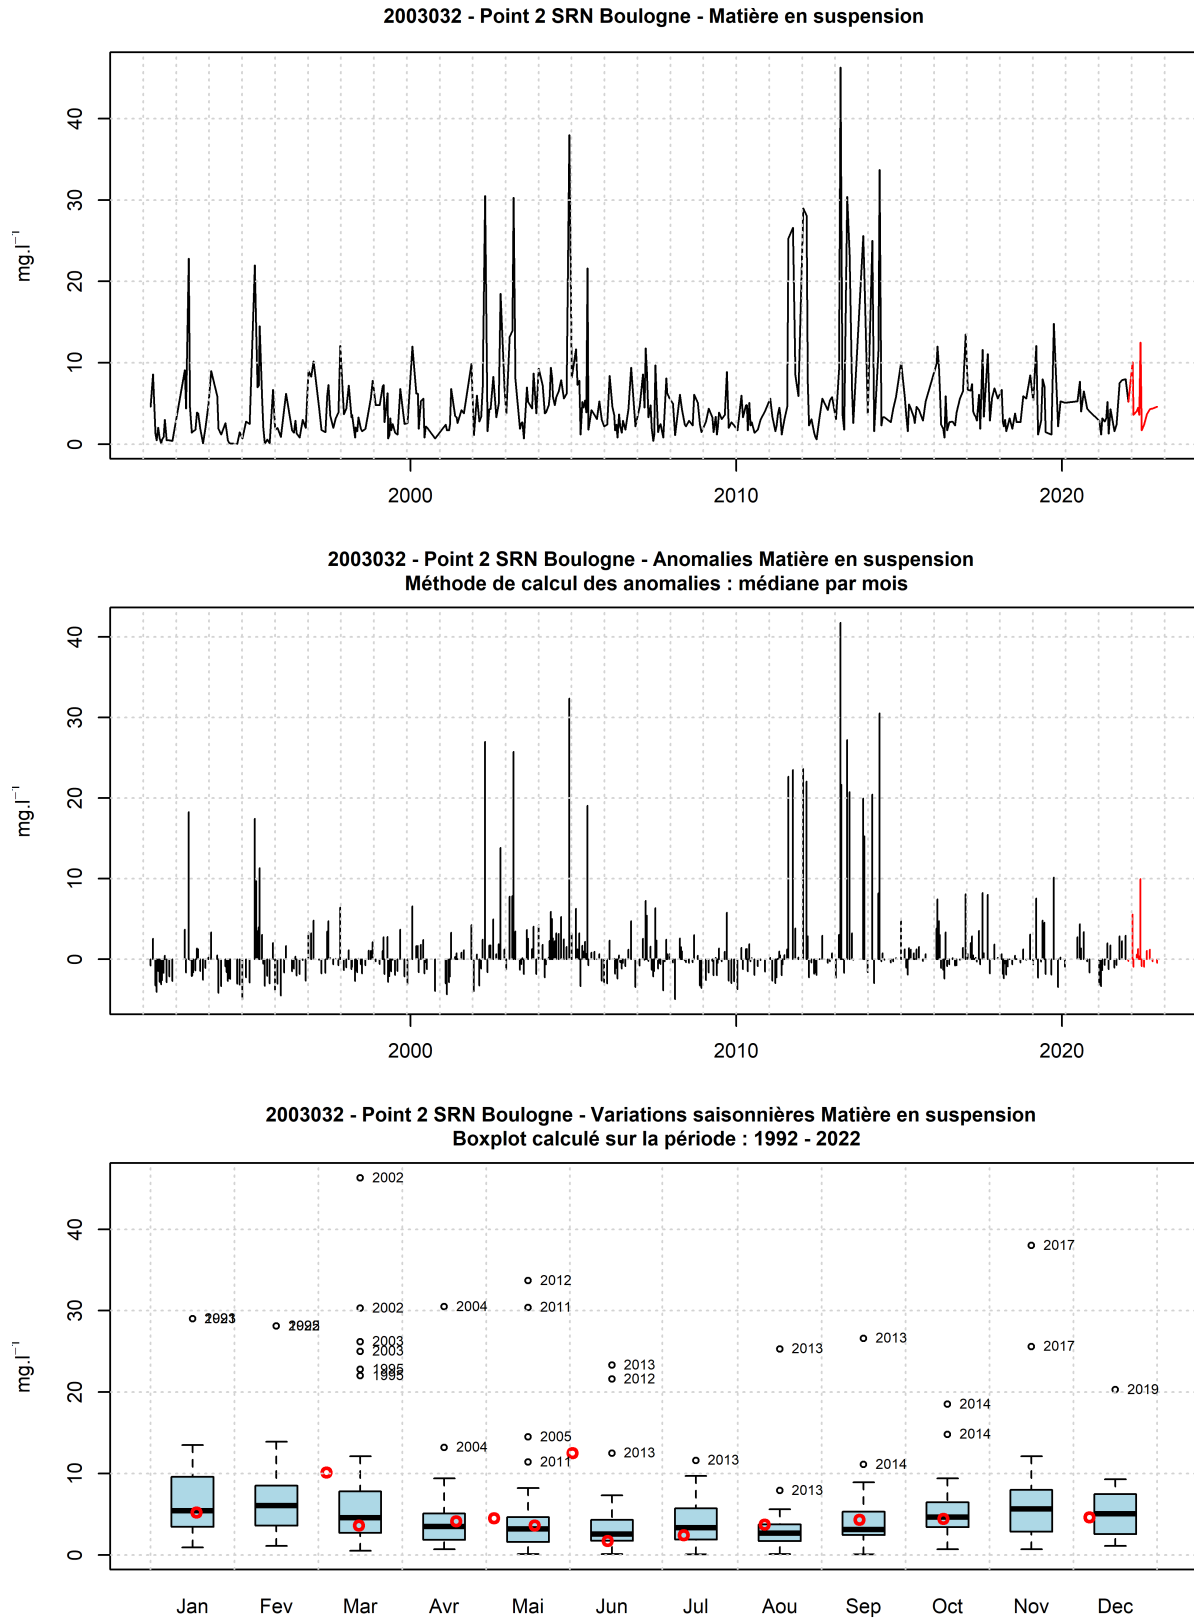 2003032 - Point 2 SRN Boulogne - Matière en suspension
mg.l⁻¹
40
30
20
10
0
2000
2010
2020
2003032 - Point 2 SRN Boulogne - Anomalies Matière en suspension
Méthode de calcul des anomalies : médiane par mois
mg.l⁻¹
40
30
20
10
0
2000
2010
2020
2003032 - Point 2 SRN Boulogne - Variations saisonnières Matière en suspension
Boxplot calculé sur la période : 1992 - 2022
mg.l⁻¹
40
30
20
10
0
2002
2017
2012
2002
2011
2004
2003
2003
1995
2013
2012
2013
2013
2017
2019
2014
2014
2004
2005
2011
2013
2013
2013
2014
Jan
Fev
Mar
Avr
Mai
Jun
Jul
Aou
Sep
Oct
Nov
Dec